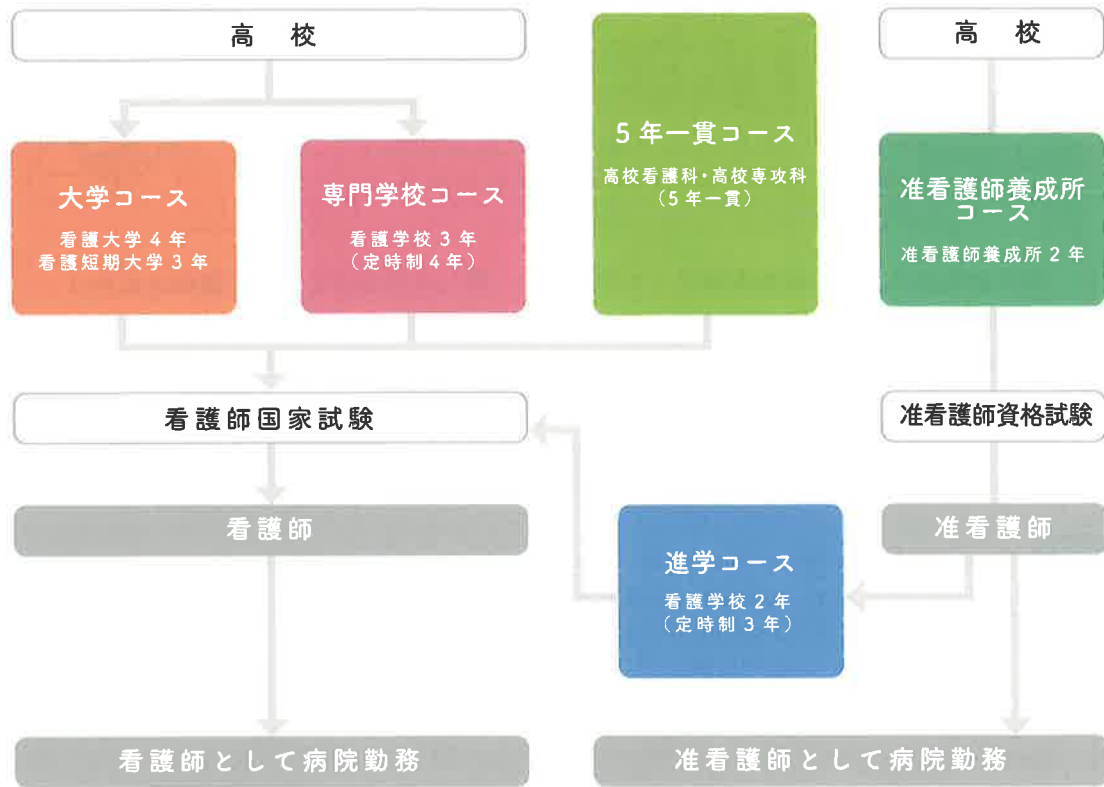 高 校
大学コース
看護大学4年
看護短期大学3年
専門学校コース
看護学校3年
(定時制4年)
5年一貫コース
高校看護科・高校専攻科
(5年一貫)
高 校
准看護師養成所
コース
准看護師養成所2年
看護師国家試験
准看護師資格試験
看護師
准看護師
進学コース
看護学校2年
(定時制3年)
看護師として病院勤務
准看護師として病院勤務